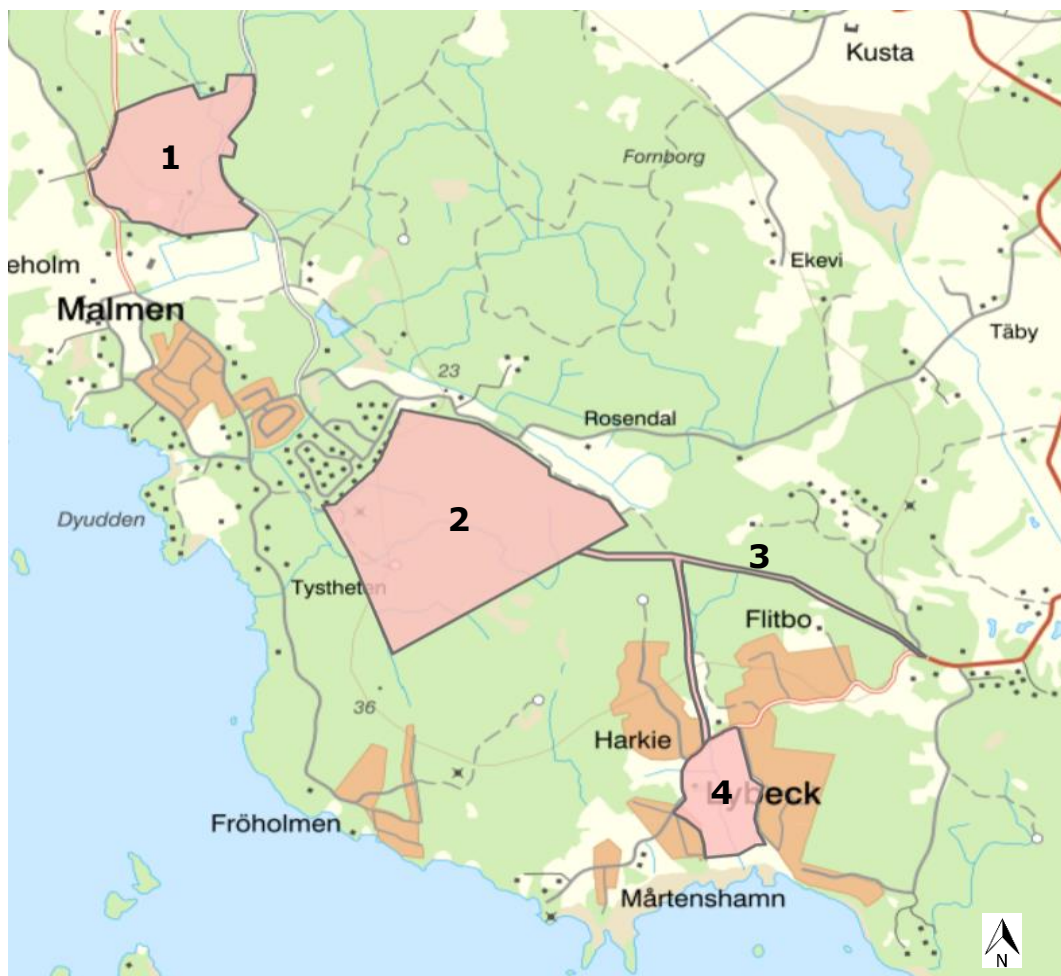 Kusta
1
Fornborg
Ekevi
eholm
Malmen
Täby
23
Rosendal
2
Dyudden
3
Tystheten
Flitbo
36
Harkie
4
Lybeck
Fröholmen
Mårtenshamn
N